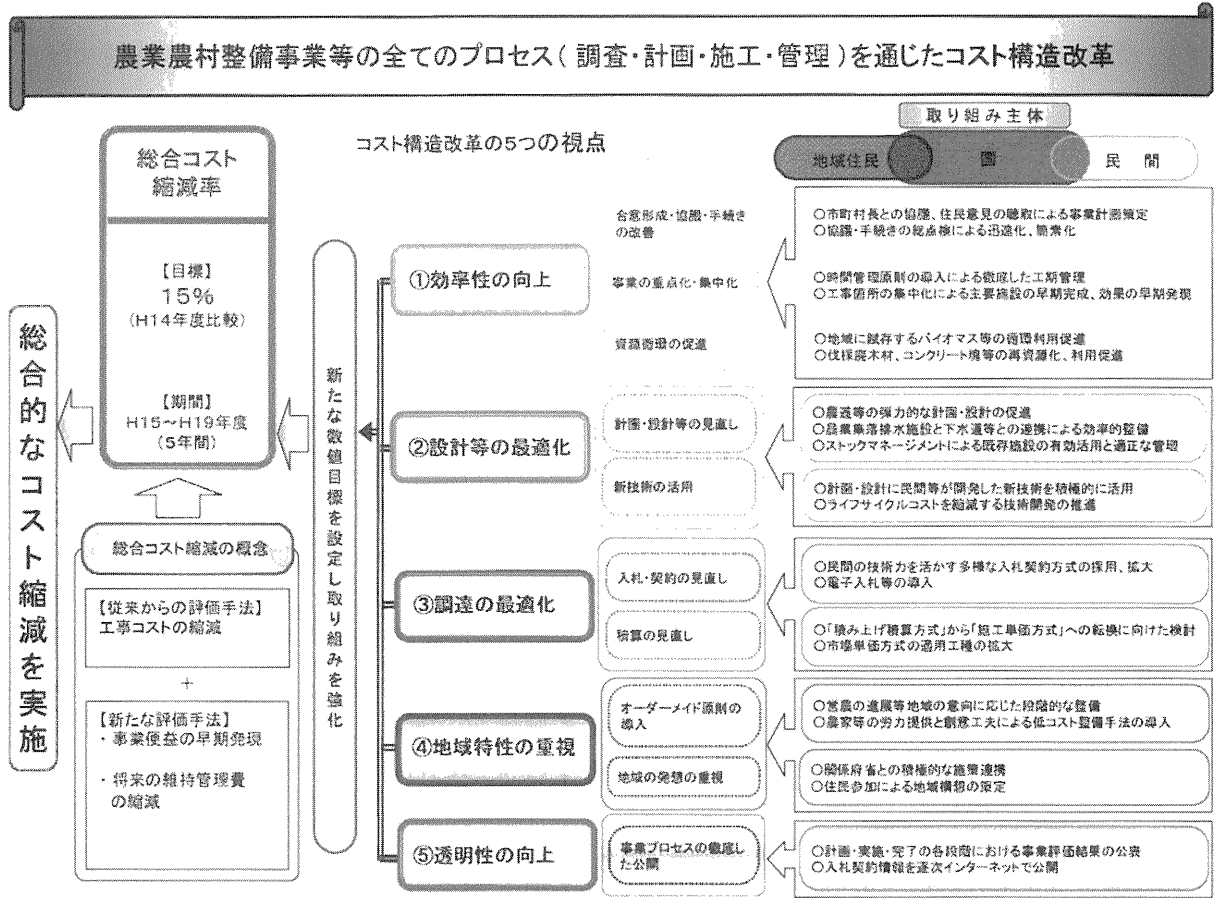 農業農村整備事業等の全てのプロセス(調査・計画・施工・管理)を通じたコスト構造改革
取り組み主体
地域住民
国
民間
コスト構造改革の5つの視点
総合コスト
縮減率
【目標】
15%
(H14年度比較)
【期間】
H15～H19年度
(5年間)
総合的なコスト縮減を実施
総合コスト縮減の概念
【従来からの評価手法】
工事コストの縮減
+
【新たな評価手法】
・事業便益の早期発現
・将来の維持管理費
の縮減
新たな数値目標を設定し取り組みを強化
①効率性の向上
合意形成・協議・手続き
の改善
○市町村長との協議、住民意見の聴取による事業計画策定
○協議・手続きの総点検による迅速化、簡素化
事業の重点化・集中化
○時間管理原則の導入による徹底した工期管理
○工事箇所の集中化による主要施設の早期完成、効果の早期発現
資源循環の促進
○地域に賦存するバイオマス等の循環利用促進
○伐採廃木材、コンクリート塊等の再資源化、利用促進
②設計等の最適化
計画・設計等の見直し
○農道等の弾力的な計画・設計の促進
○農業集落排水施設と下水道等との連携による効率的整備
○ストックマネージメントによる既存施設の有効活用と適正な管理
新技術の活用
○計画・設計に民間等が開発した新技術を積極的に活用
○ライフサイクルコストを縮減する技術開発の推進
③調達の最適化
入札・契約の見直し
○民間の技術力を活かす多様な入札契約方式の採用、拡大
○電子入札等の導入
積算の見直し
○「積み上げ積算方式」から「施工単価方式」への転換に向けた検討
○市場単価方式の適用工種の拡大
④地域特性の重視
オーダーメイド原則の
導入
○営農の進展等地域の意向に応じた段階的な整備
○農家等の労力提供と創意工夫による低コスト整備手法の導入
地域の発想の重視
○関係府省との積極的な施策連携
○住民参加による地域構想の策定
⑤透明性の向上
事業プロセスの徹底し
た公開
○計画・実施・完了の各段階における事業評価結果の公表
○入札契約情報を逐次インターネットで公開